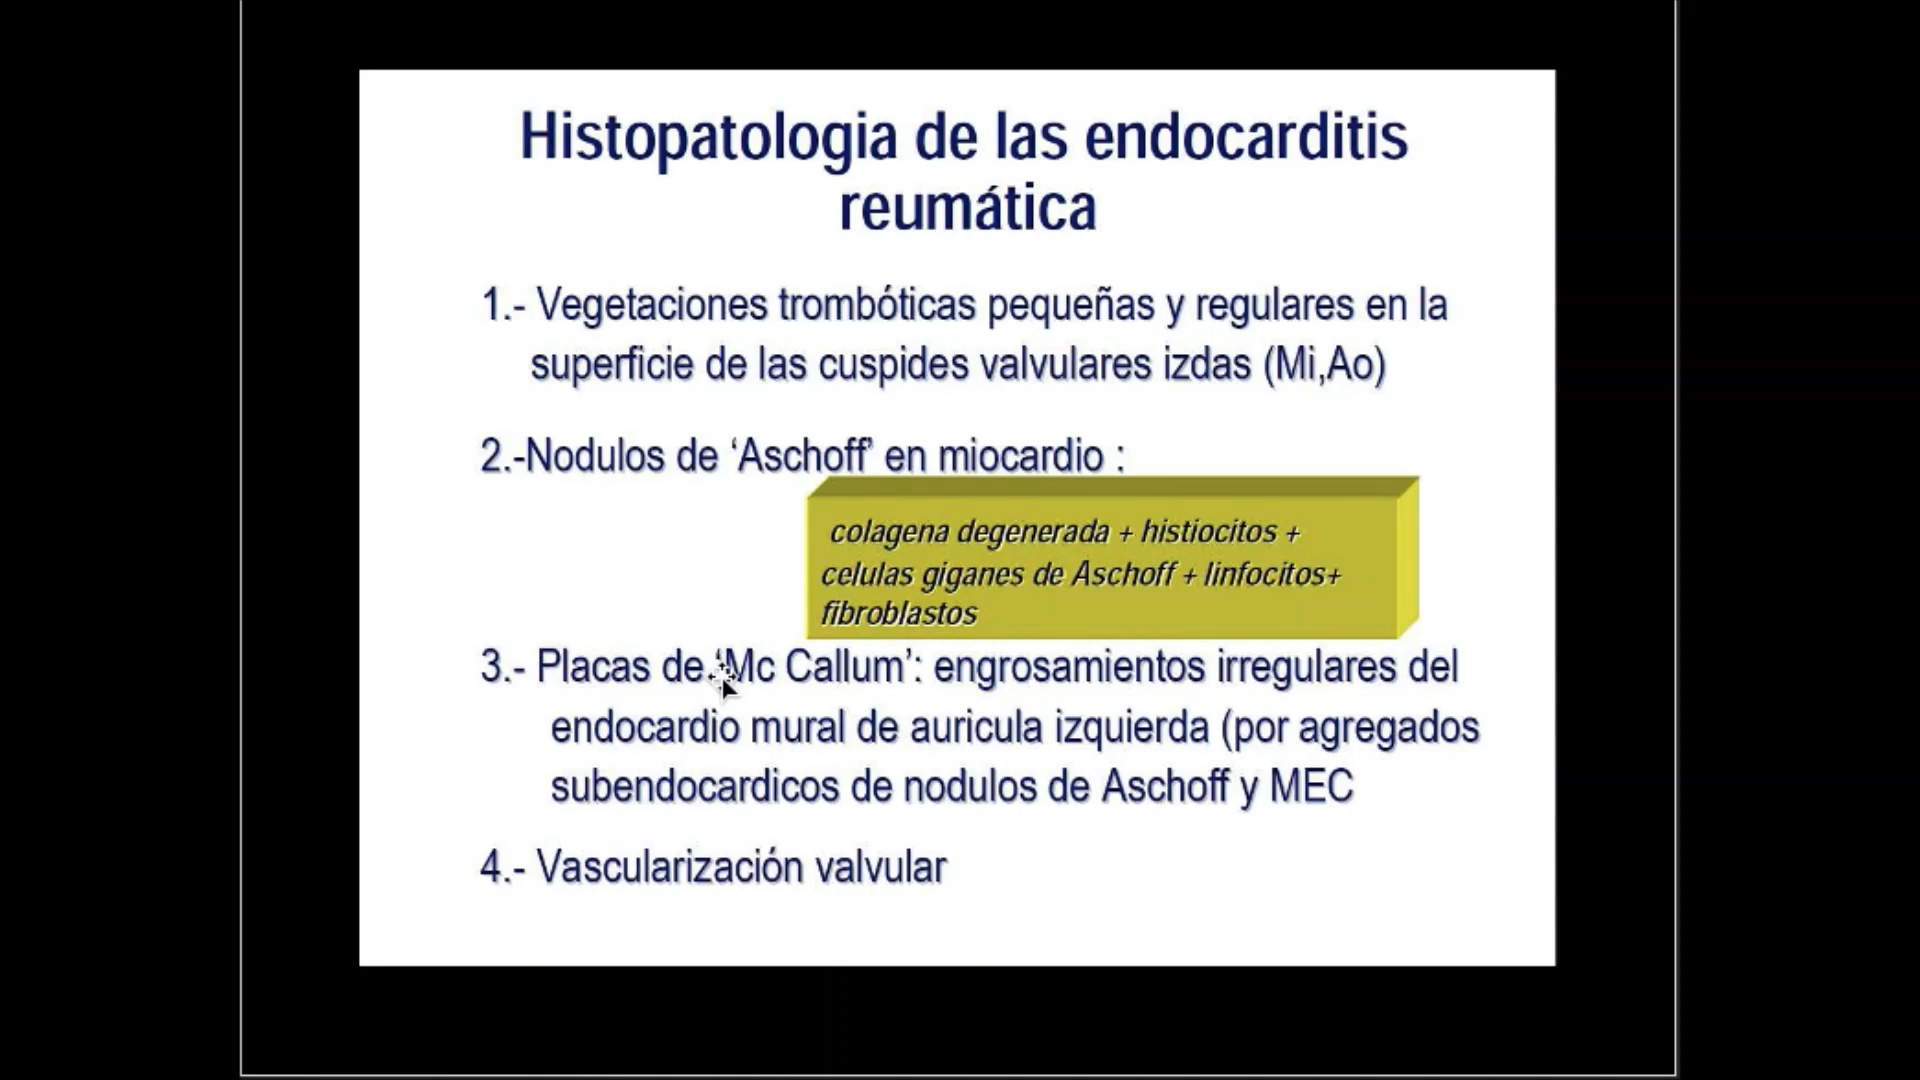 Histopatologia de las endocarditis
reumática
1.- Vegetaciones trombóticas pequeñas y regulares en la
superficie de las cuspides valvulares izdas (Mi,Ao)
2.-Nodulos de ‘Aschoff’ en miocardio :
colagena degenerada + histiocitos +
celulas giganes de Aschoff + linfocitos+
fibroblastos
3.- Placas de ‘Mc Callum’: engrosamientos irregulares del
endocardio mural de auricula izquierda (por agregados
subendocardicos de nodulos de Aschoff y MEC
4.- Vascularización valvular